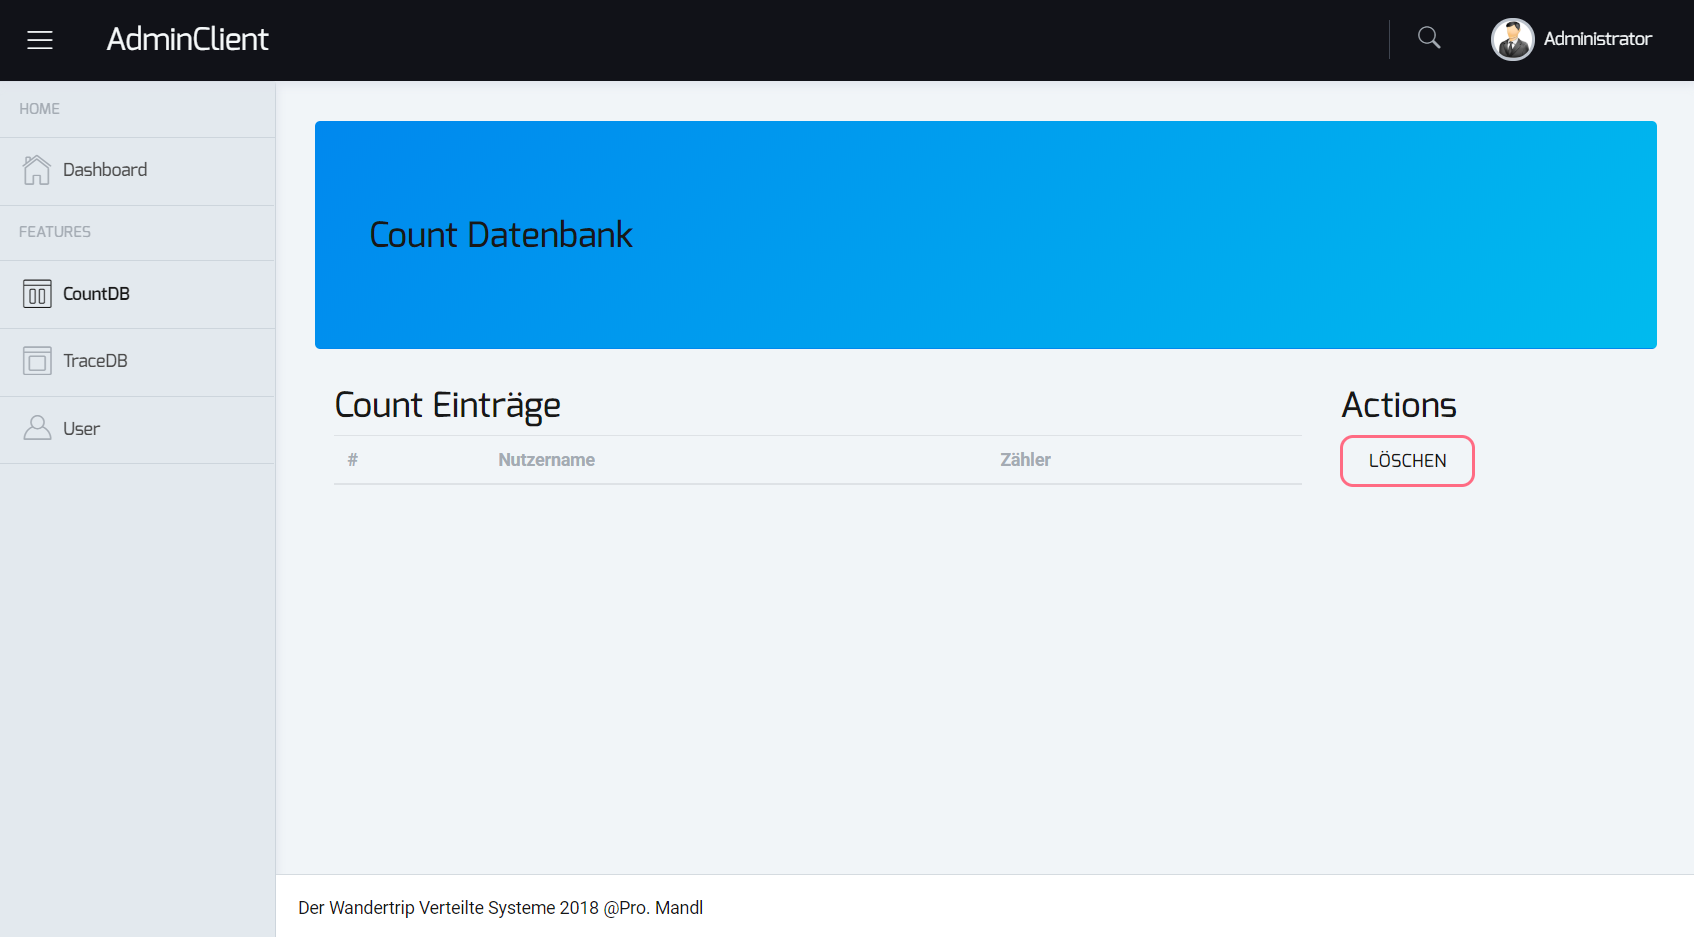 AdminClient
Administrator
HOME
Dashboard
FEATURES
CountDB
TraceDB
User
Count Datenbank
Count Einträge
# Nutzername Zähler
Actions
LÖSCHEN
Der Wandertrip Verteilte Systeme 2018 @Pro. Mandl